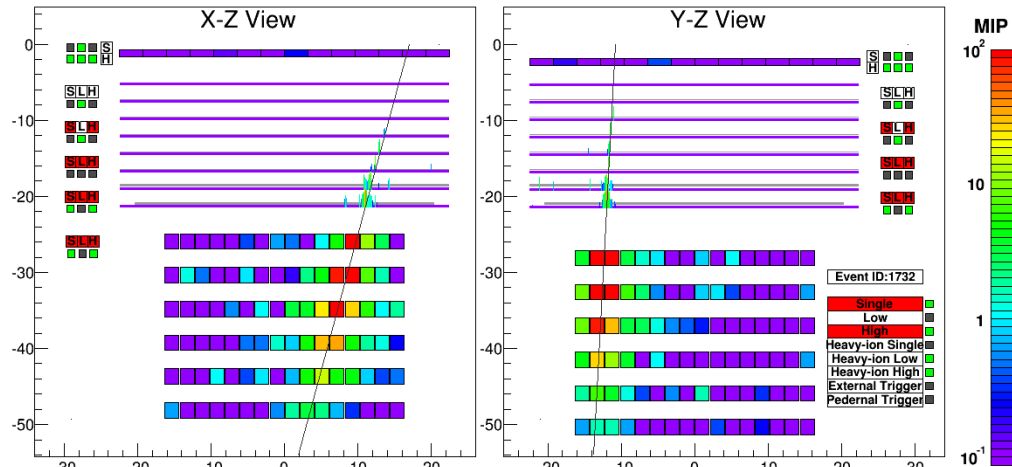 X-Z View
Y-Z View
MIP
S
H
S L H
S L H
S L H
S L H
S L H
S
H
S L H
S L H
S L H
S L H
0
-10
-20
-30
-40
-50
30
20
10
0
10
20
0
-10
-20
-30
-40
-50
20
10
0
10
20
30
Event ID:1732
Single
Low
High
Heavy-ion Single
Heavy-ion Low
Heavy-ion High
External Trigger
Pedernal Trigger
10²
10
1
10⁻¹